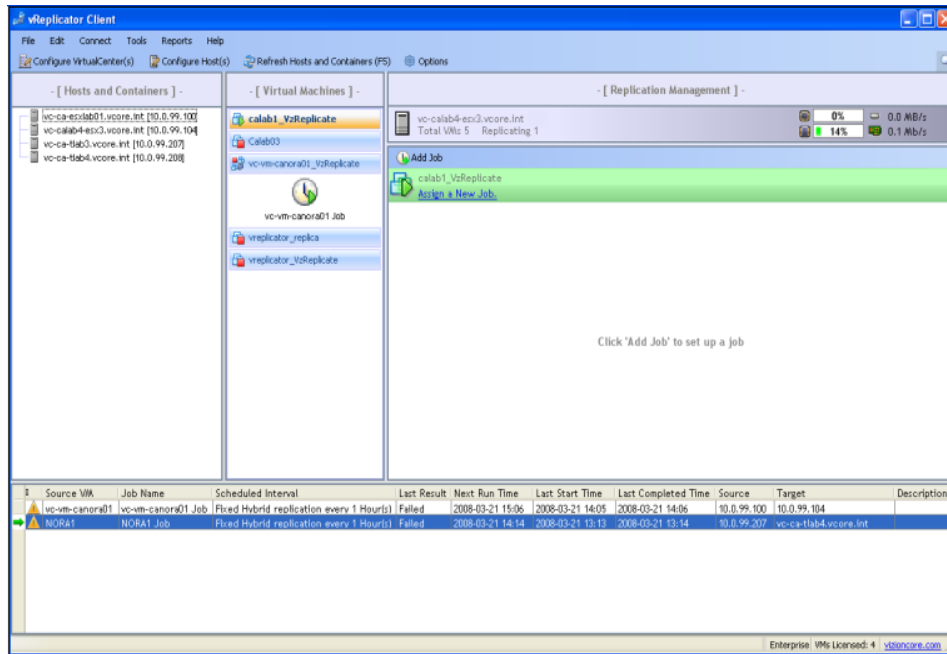 vReplicator Client
File Edit Connect Tools Reports Help
Configure VirtualCenter(s) Configure Host(s) Refresh Hosts and Containers (F5) Options
- [ Hosts and Containers ] -
vc-ca-esxlab01.vcore.int [10.0.99.100]
vc-calab4-esx3.vcore.int [10.0.99.104]
vc-ca-tlab3.vcore.int [10.0.99.207]
vc-ca-tlab4.vcore.int [10.0.99.208]
- [ Virtual Machines ] -
calab1_VzReplicate
Calab03
vc-vm-canora01_VzReplicate
vc-vm-canora01 Job
vreplicator_replica
vreplicator_VzReplicate
- [ Replication Management ] -
vc-calab4-esx3.vcore.int
Total VMs 5 Replicating 1
0% 0.0 MB/s
14% 0.1 Mb/s
Add Job
calab1_VzReplicate
Assign a New Job.
Click 'Add Job' to set up a job
! Source VM Job Name Scheduled Interval Last Result Next Run Time Last Start Time Last Completed Time Source Target Description
vc-vm-canora01 vc-vm-canora01 Job Fixed Hybrid replication every 1 Hour(s) Failed 2008-03-21 15:06 2008-03-21 14:05 2008-03-21 14:06 10.0.99.100 10.0.99.104
NORA1 NORA1 Job Fixed Hybrid replication every 1 Hour(s) Failed 2008-03-21 14:14 2008-03-21 13:13 2008-03-21 13:14 10.0.99.207 vc-ca-tlab4.vcore.int
Enterprise VMs Licensed: 4 vizioncore.com